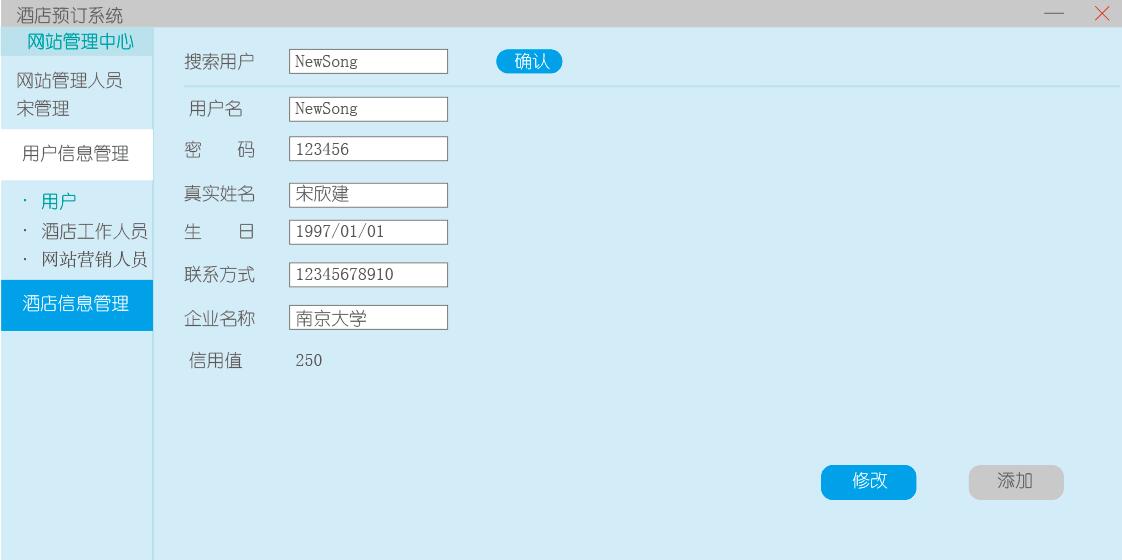 酒店预订系统
网站管理中心
网站管理人员
宋管理
用户信息管理
· 用户
· 酒店工作人员
· 网站营销人员
酒店信息管理
搜索用户 NewSong 确认
用户名 NewSong
密 码 123456
真实姓名 宋欣建
生 日 1997/01/01
联系方式 12345678910
企业名称 南京大学
信用值 250
修改 添加